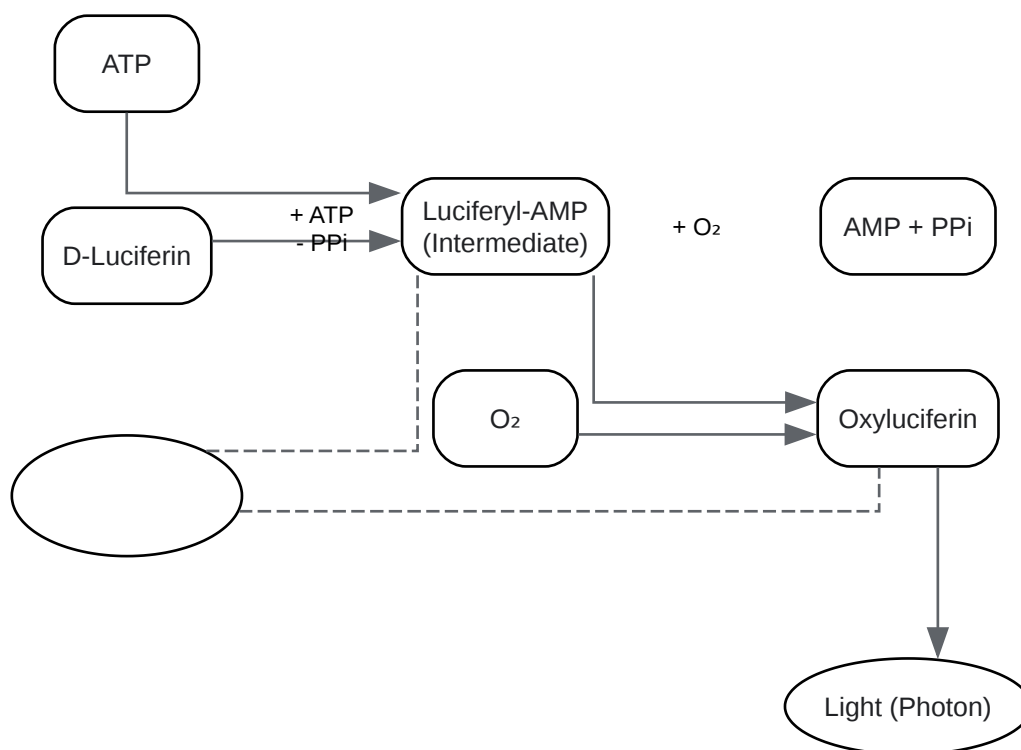 ATP
+ ATP
- PPi
D-Luciferin
Luciferyl-AMP
(Intermediate)
+ O₂
AMP + PPi
O₂
Oxyluciferin
Light (Photon)